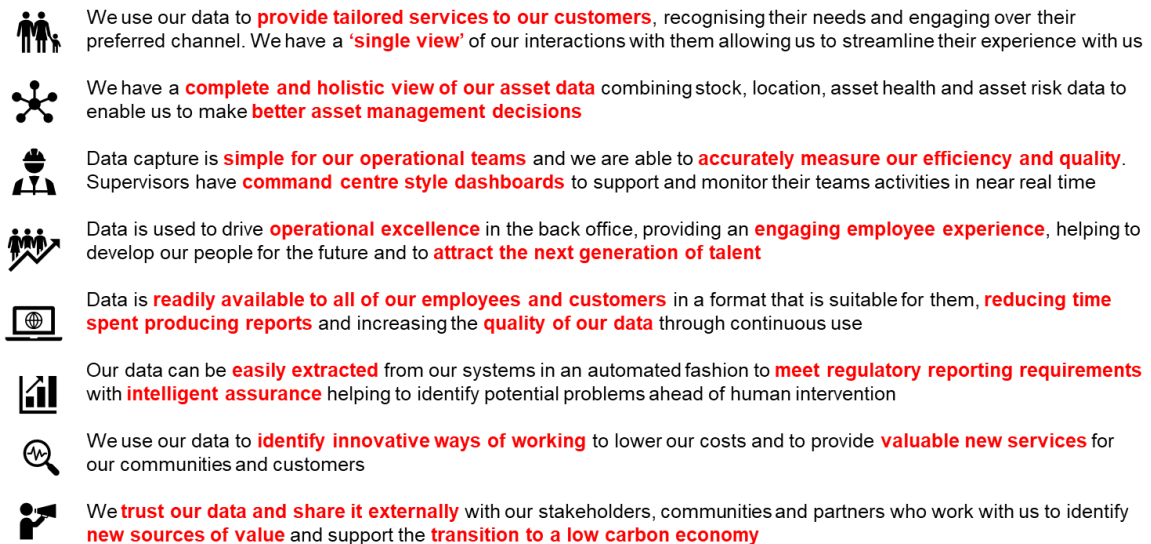 We use our data to provide tailored services to our customers, recognising their needs and engaging over their
preferred channel. We have a ‘single view’ of our interactions with them allowing us to streamline their experience with us
We have a complete and holistic view of our asset data combining stock, location, asset health and asset risk data to
enable us to make better asset management decisions
Data capture is simple for our operational teams and we are able to accurately measure our efficiency and quality.
Supervisors have command centre style dashboards to support and monitor their teams activities in near real time
Data is used to drive operational excellence in the back office, providing an engaging employee experience, helping to
develop our people for the future and to attract the next generation of talent
Data is readily available to all of our employees and customers in a format that is suitable for them, reducing time
spent producing reports and increasing the quality of our data through continuous use
Our data can be easily extracted from our systems in an automated fashion to meet regulatory reporting requirements
with intelligent assurance helping to identify potential problems ahead of human intervention
We use our data to identify innovative ways of working to lower our costs and to provide valuable new services for
our communities and customers
We trust our data and share it externally with our stakeholders, communities and partners who work with us to identify
new sources of value and support the transition to a low carbon economy